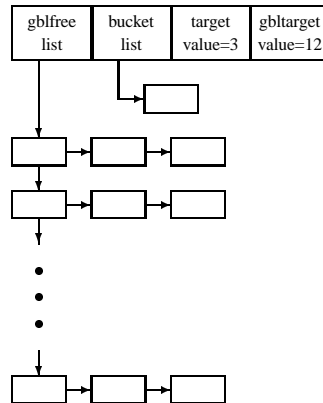 gblfree
list
bucket
list
target
value=3
gbltarget
value=12